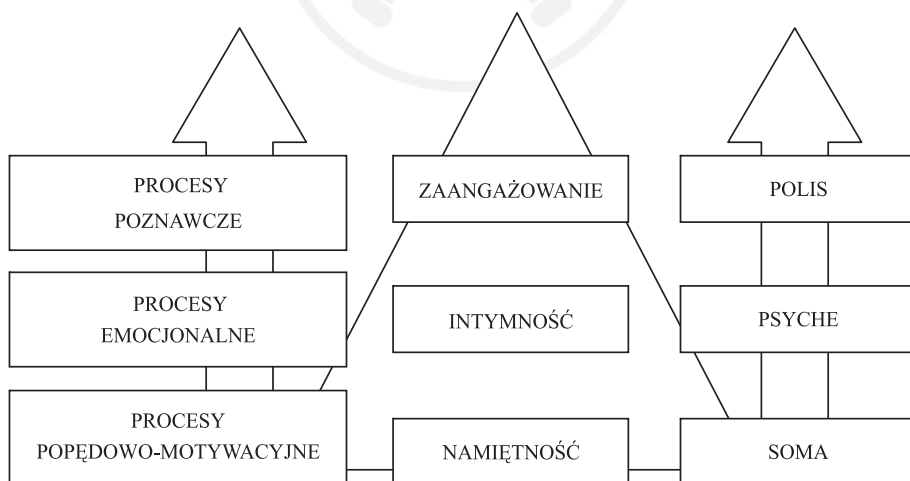 PROCESY
POZNAWCZE
ZAANGAŻOWANIE
POLIS
PROCESY
EMOCJONALNE
INTYMNOŚĆ
PSYCHE
PROCESY
POPĘDOWO-MOTYWACYJNE
NAMIĘTNOŚĆ
SOMA